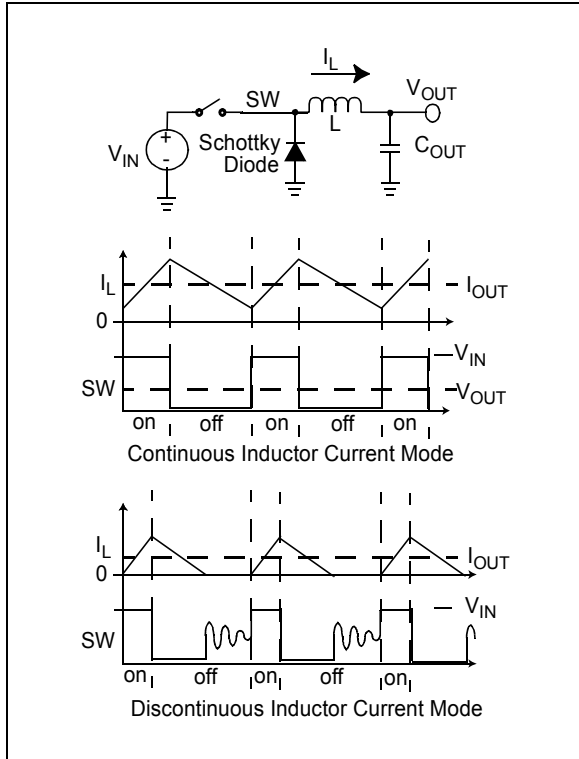 I_L
SW
V_OUT
L
+
-
V_IN
Schottky
Diode
C_OUT
I_L
I_OUT
0
V_IN
SW
V_OUT
on off on off on
Continuous Inductor Current Mode
I_L
I_OUT
0
V_IN
SW
on off on off on
Discontinuous Inductor Current Mode